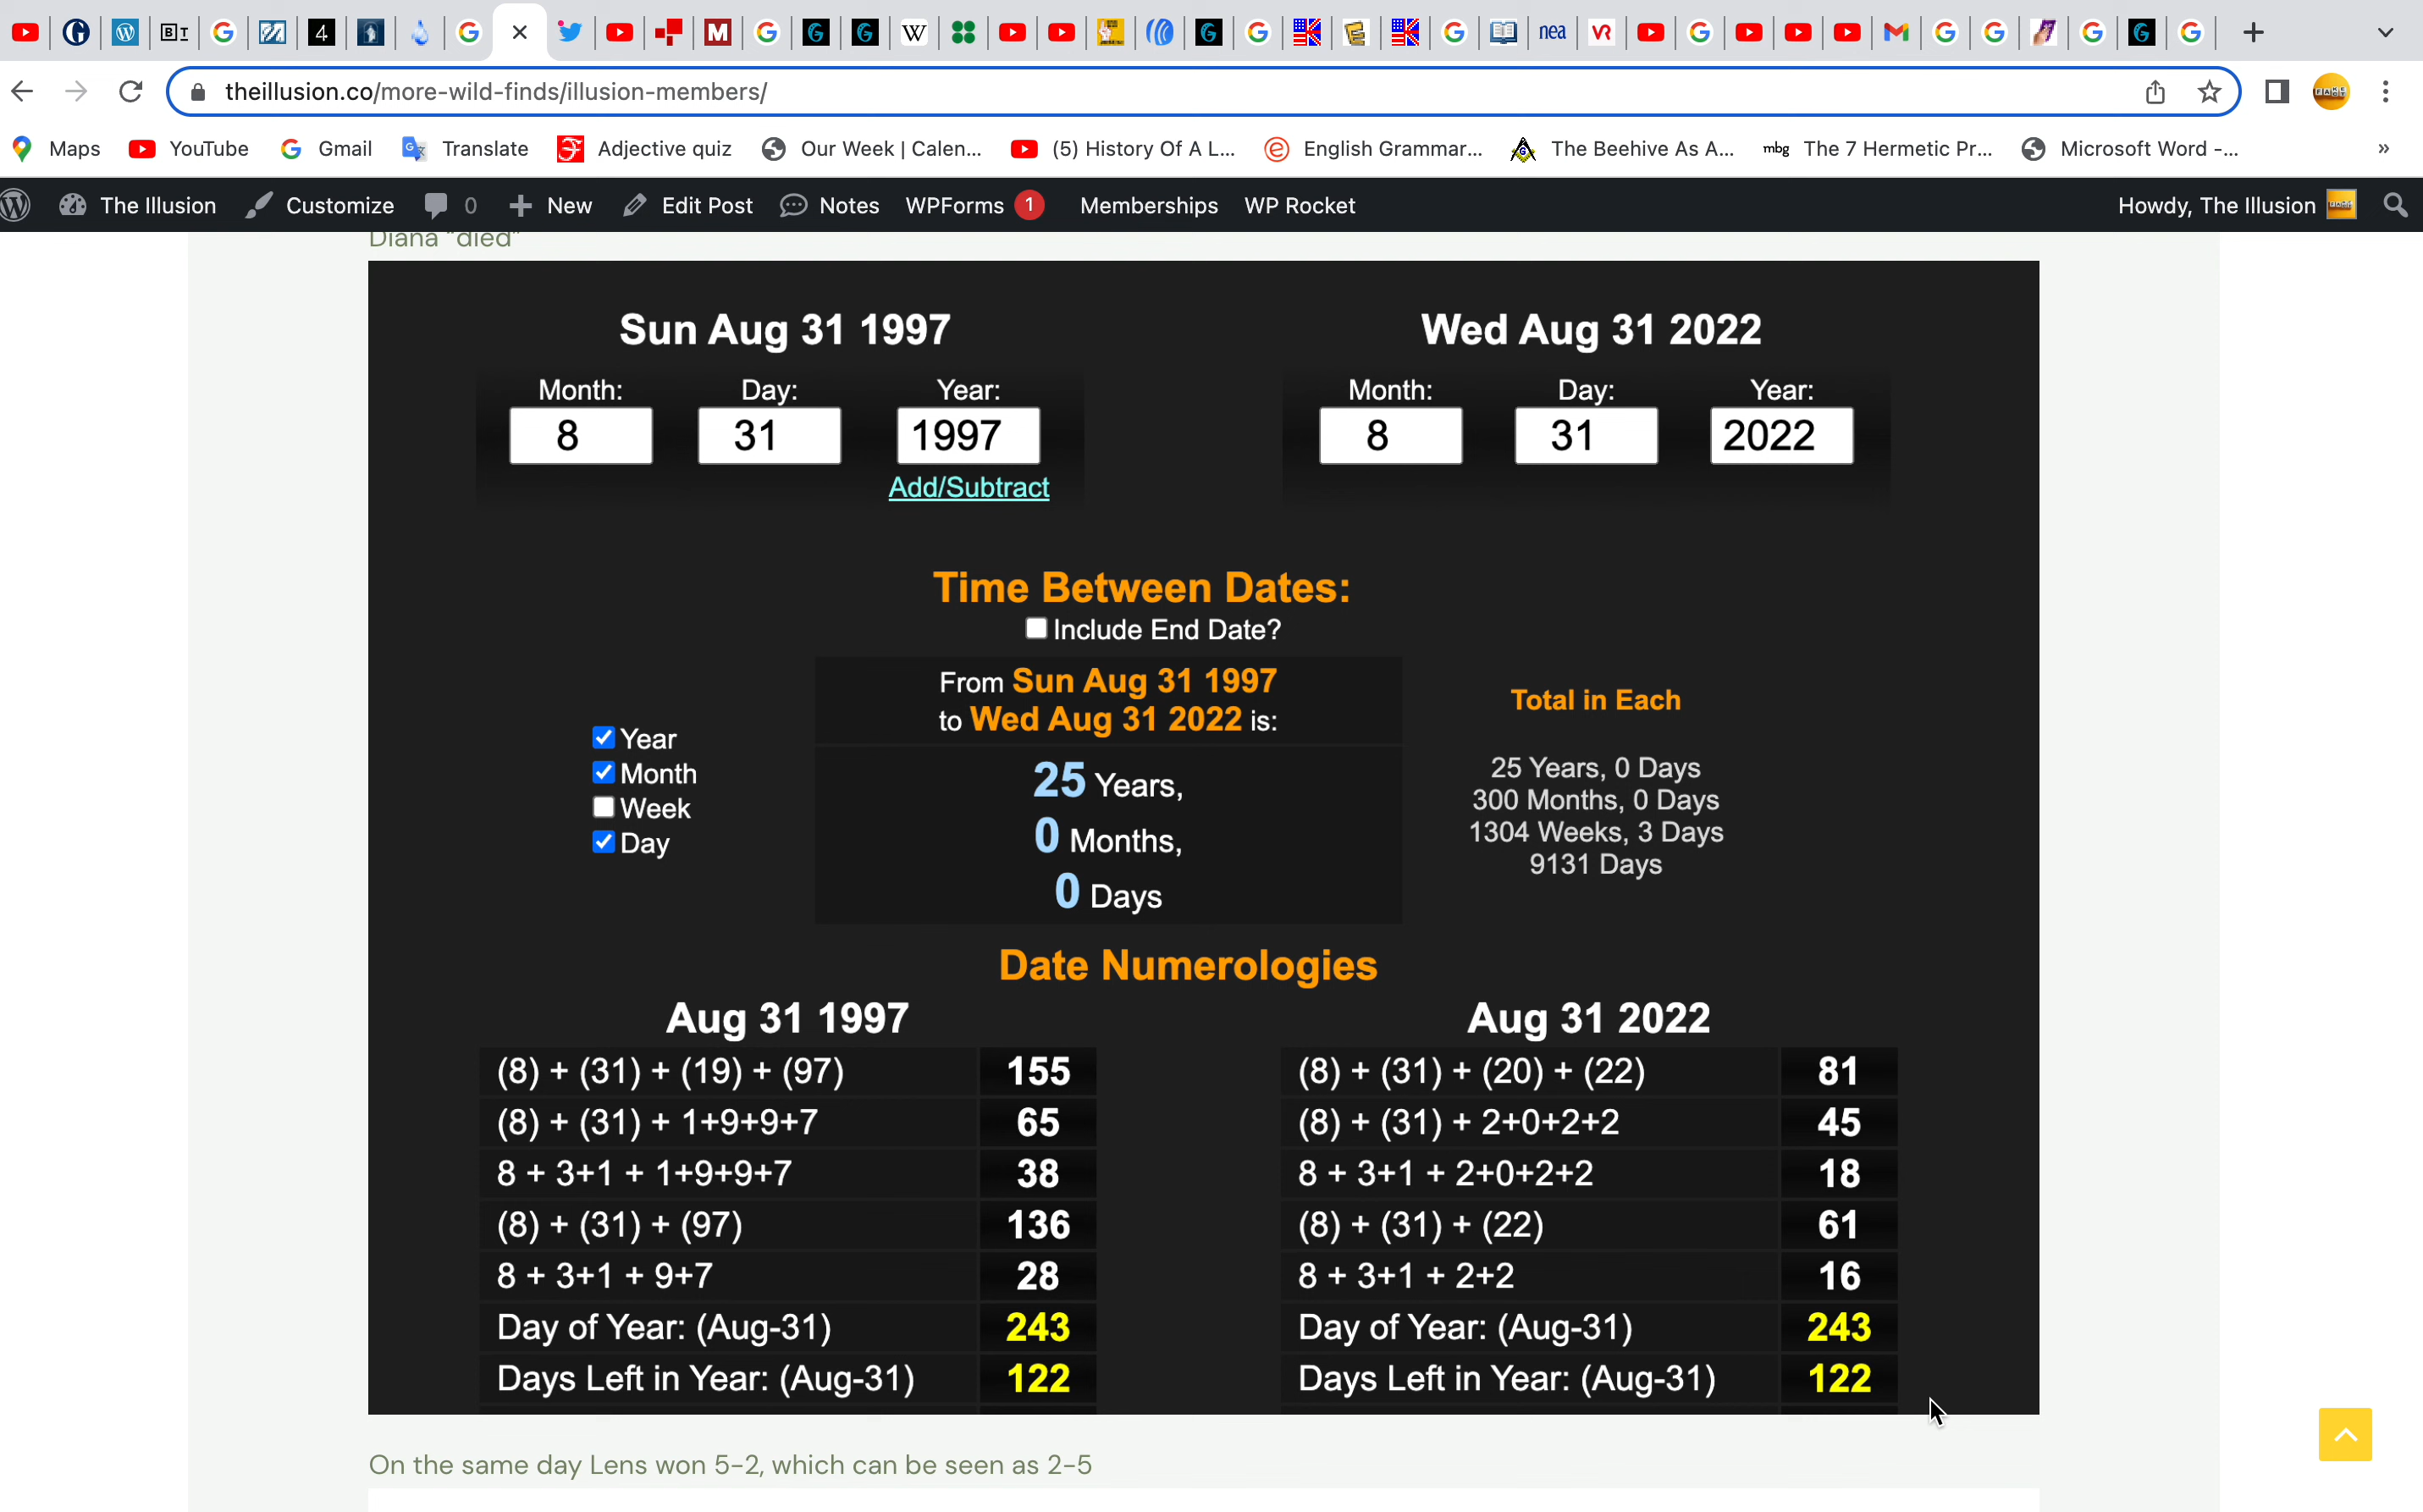 theillusion.co/more-wild-finds/illusion-members/
Maps YouTube Gmail Translate Adjective quiz Our Week | Calen... (5) History Of A L... English Grammar... The Beehive As A... mbg The 7 Hermetic Pr... Microsoft Word -... »
The Illusion Customize 0 New Edit Post Notes WPForms 1 Memberships WP Rocket Howdy, The Illusion
Diana "died"
Sun Aug 31 1997 Wed Aug 31 2022
Month: Day: Year: Month: Day: Year:
8 31 1997 8 31 2022
Add/Subtract
Time Between Dates:
Include End Date?
From Sun Aug 31 1997
to Wed Aug 31 2022 is:
Year
Month
Week
Day
25 Years,
0 Months,
0 Days
Total in Each
25 Years, 0 Days
300 Months, 0 Days
1304 Weeks, 3 Days
9131 Days
Date Numerologies
Aug 31 1997 Aug 31 2022
(8) + (31) + (19) + (97) 155 (8) + (31) + (20) + (22) 81
(8) + (31) + 1+9+9+7 65 (8) + (31) + 2+0+2+2 45
8 + 3+1 + 1+9+9+7 38 8 + 3+1 + 2+0+2+2 18
(8) + (31) + (97) 136 (8) + (31) + (22) 61
8 + 3+1 + 9+7 28 8 + 3+1 + 2+2 16
Day of Year: (Aug-31) 243 Day of Year: (Aug-31) 243
Days Left in Year: (Aug-31) 122 Days Left in Year: (Aug-31) 122
On the same day Lens won 5-2, which can be seen as 2-5